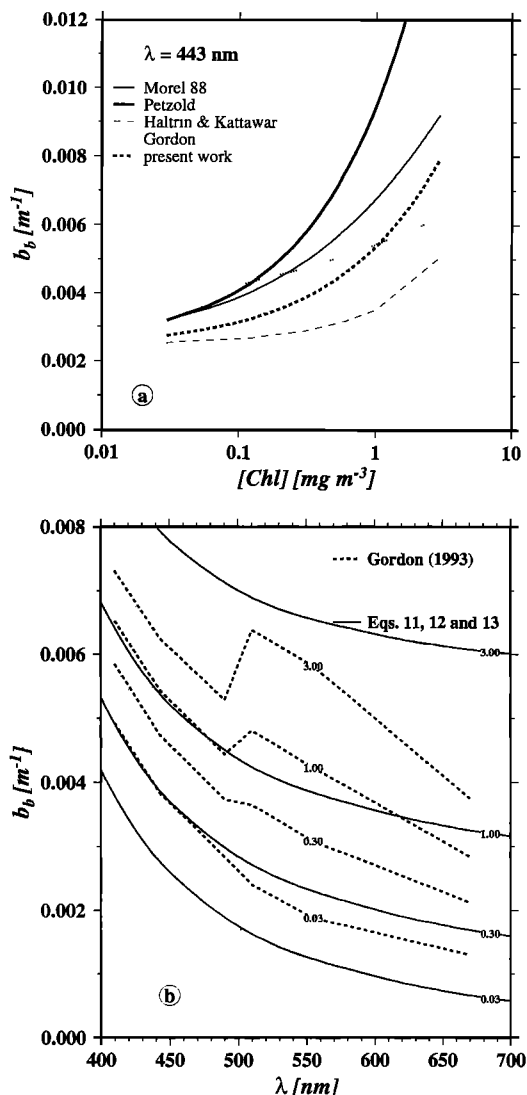 0.012
0.010
0.008
0.006
0.004
0.002
0.000
b_b [m⁻¹]
λ = 443 nm
Morel 88
Petzold
Haltrin & Kattawar
Gordon
present work
a
0.01
0.1
1
10
[Chl] [mg m⁻³]
0.008
0.006
0.004
0.002
0.000
b_b [m⁻¹]
Gordon (1993)
Eqs. 11, 12 and 13
3.00
3.00
1.00
1.00
0.30
0.30
0.03
0.03
b
400
450
500
550
600
650
700
λ [nm]